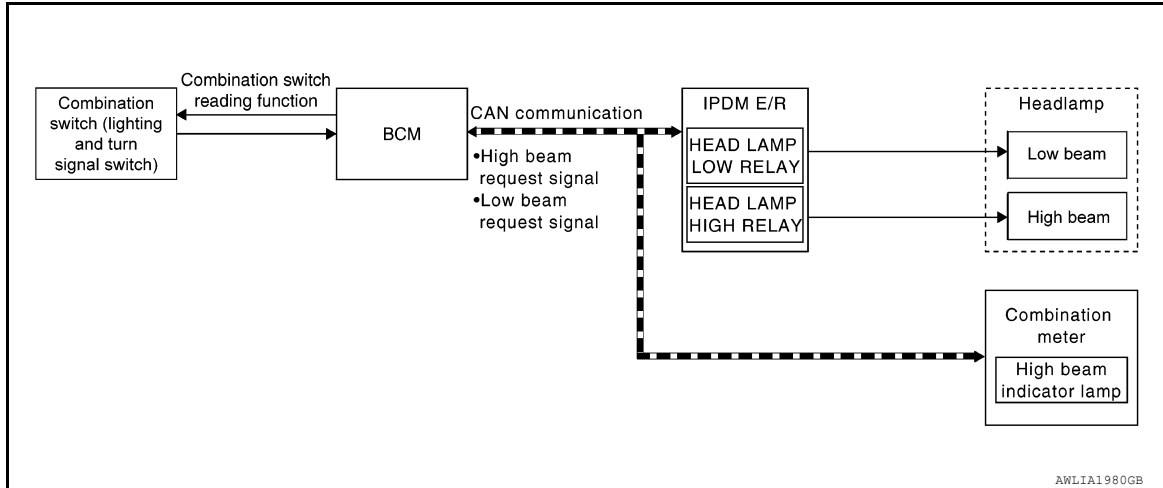 Combination switch
reading function
Combination
switch (lighting
and turn
signal switch)
BCM
CAN communication
•High beam
request signal
•Low beam
request signal
IPDM E/R
HEAD LAMP
LOW RELAY
HEAD LAMP
HIGH RELAY
Headlamp
Low beam
High beam
Combination
meter
High beam
indicator lamp
AWLIA1980GB